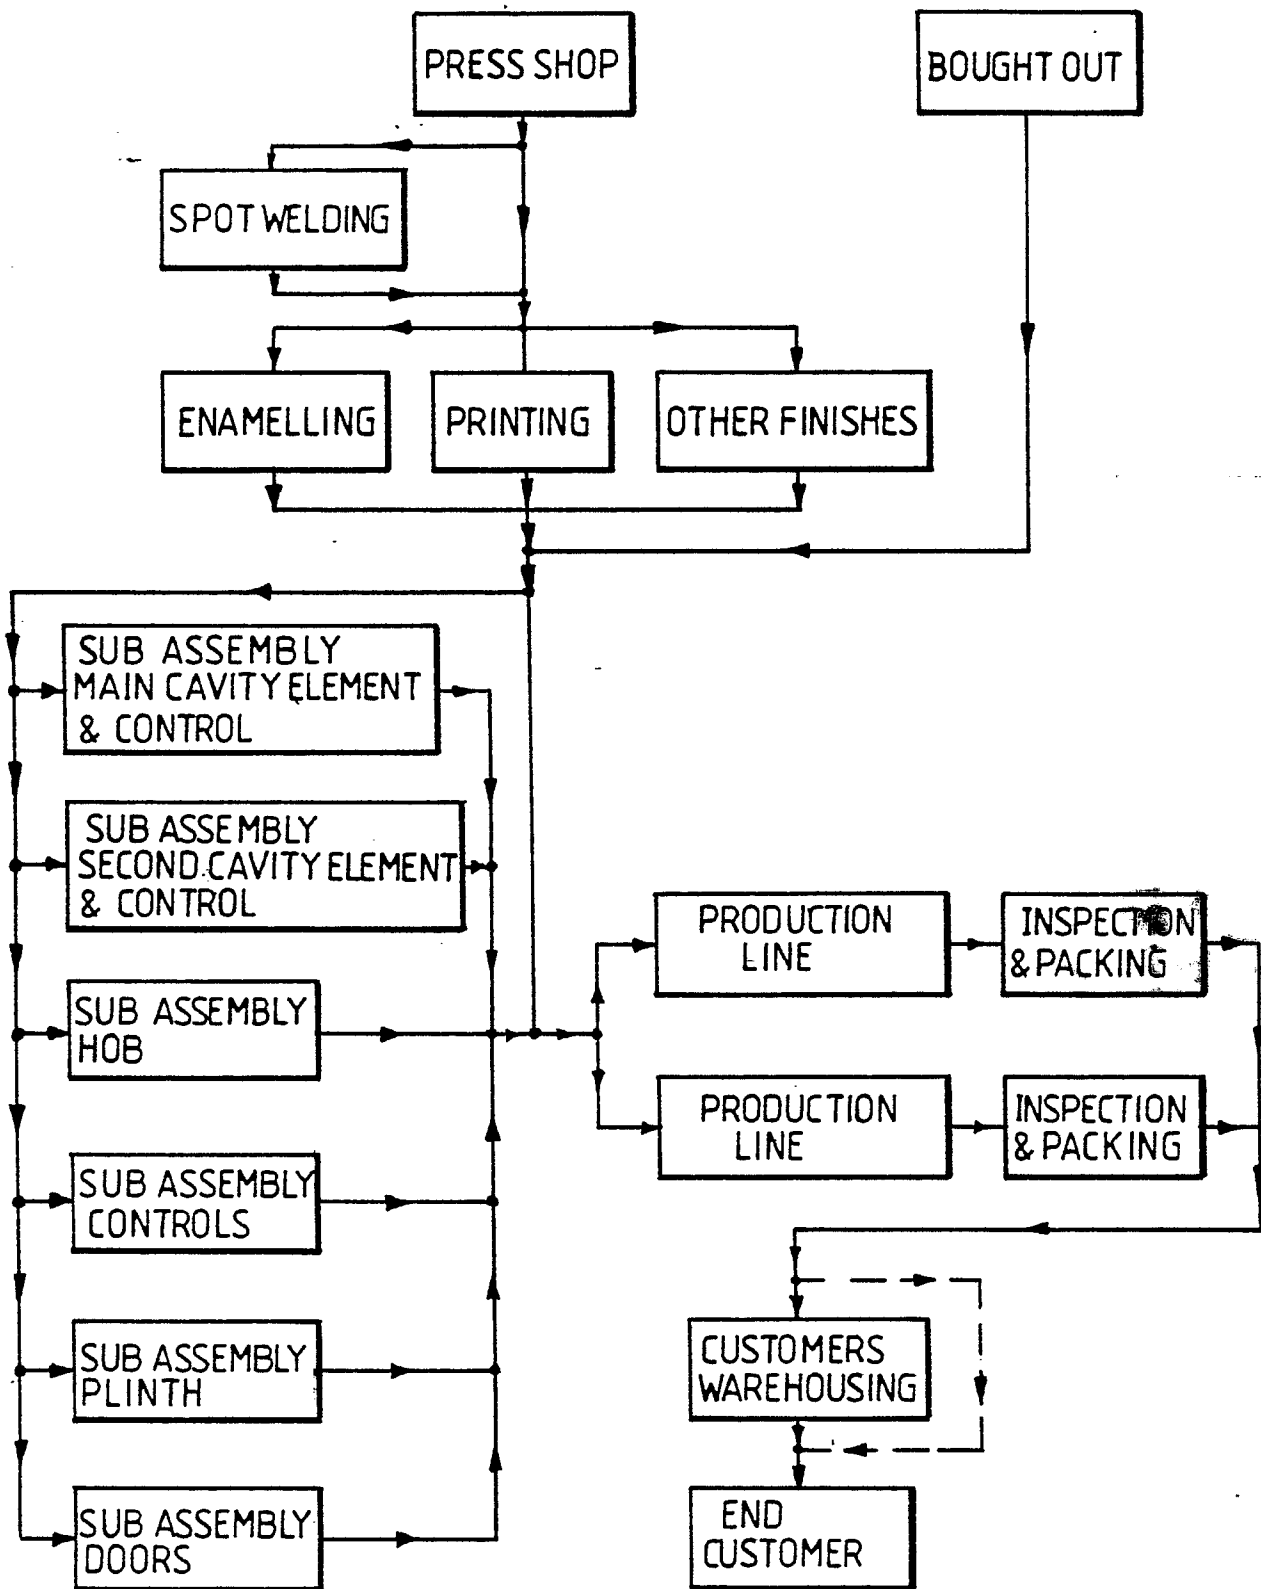 PRESS SHOP
BOUGHT OUT
SPOT WELDING
ENAMELLING
PRINTING
OTHER FINISHES
SUB ASSEMBLY
MAIN CAVITY ELEMENT
& CONTROL
SUB ASSEMBLY
SECOND CAVITY ELEMENT
& CONTROL
SUB ASSEMBLY
HOB
SUB ASSEMBLY
CONTROLS
SUB ASSEMBLY
PLINTH
SUB ASSEMBLY
DOORS
PRODUCTION
LINE
INSPECTION
& PACKING
PRODUCTION
LINE
INSPECTION
& PACKING
CUSTOMERS
WAREHOUSING
END
CUSTOMER